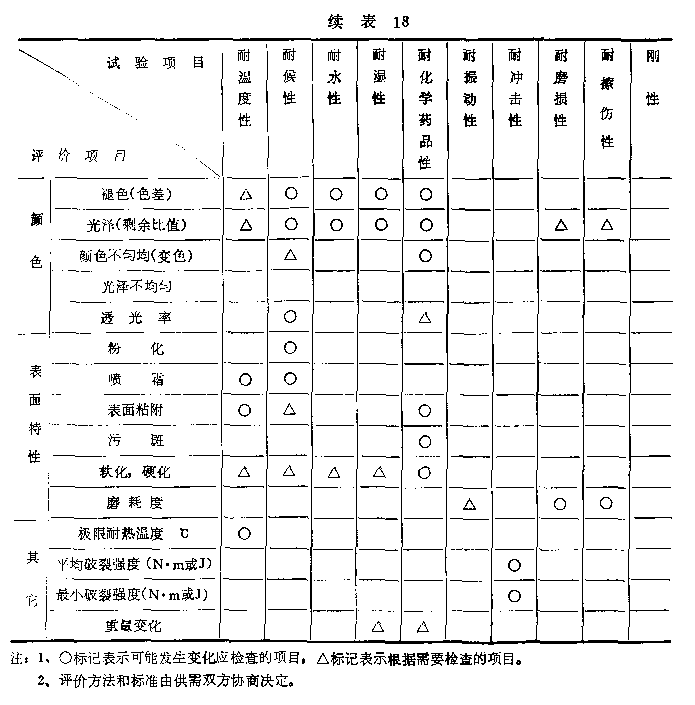 续 表 18
试验项目 耐温度性 耐候性 耐水性 耐湿性 耐化学药品性 耐振动性 耐冲击性 耐磨损性 耐擦伤性 刚性
评价项目
颜色 褪色(色差) △ ○ ○ ○ ○
光泽(剩余比值) △ ○ ○ ○ ○ △ △
颜色不匀均(变色) △ ○
光泽不均匀
透光率 ○ △
表面特性 粉化 ○
喷霜 ○ ○
表面粘附 ○ △ ○
污斑 ○
软化,硬化 △ △ △ △ ○
磨耗度 △ ○ ○
其它 极限耐热温度 ℃ ○
平均破裂强度(N·m或J) ○
最小破裂强度(N·m或J) ○
重量变化 △ △
注:1、○标记表示可能发生变化应检查的项目,△标记表示根据需要检查的项目。
2、评价方法和标准由供需双方协商决定。